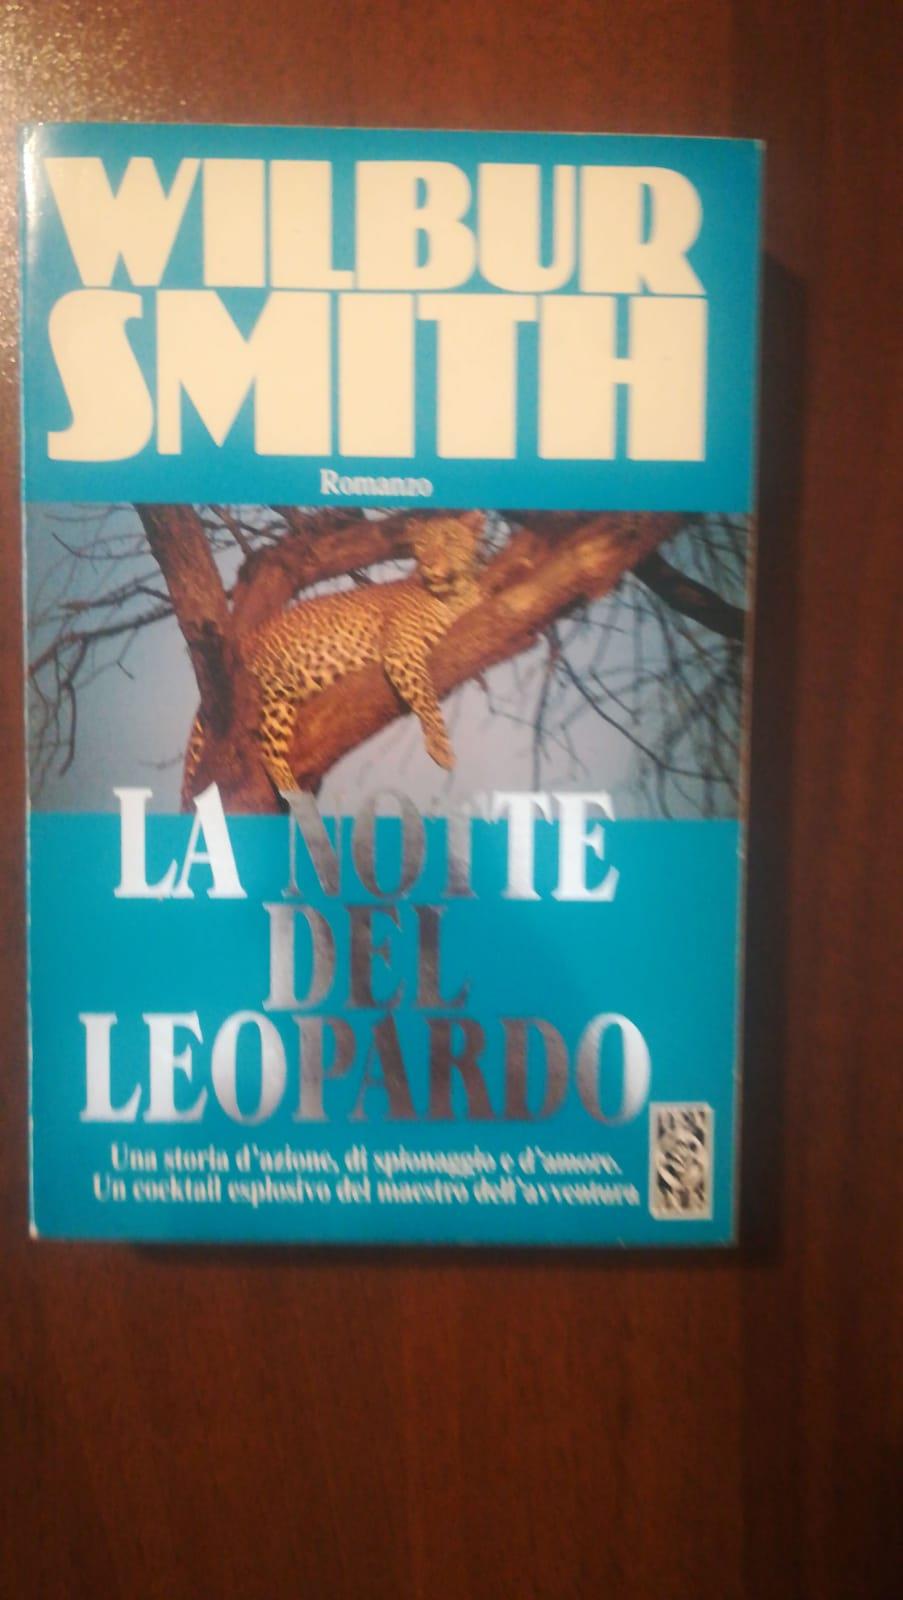 WILBUR
SMITH
Romanzo
LA NOTTE
DEL
LEOPARDO
Una storia d'azione, di spionaggio e d'amore.
Un cocktail esplosivo del maestro dell'avventura